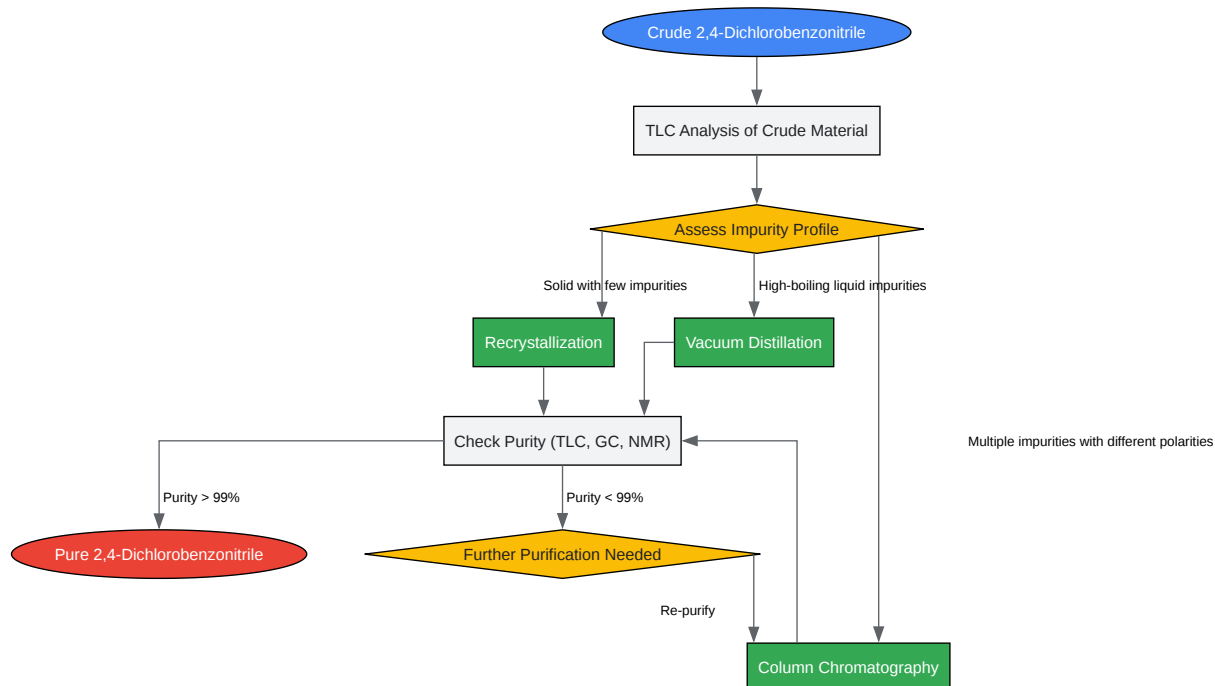 Crude 2,4-Dichlorobenzonitrile
TLC Analysis of Crude Material
Assess Impurity Profile
Solid with few impurities
High-boiling liquid impurities
Recrystallization
Vacuum Distillation
Check Purity (TLC, GC, NMR)
Multiple impurities with different polarities
Purity > 99%
Purity < 99%
Pure 2,4-Dichlorobenzonitrile
Further Purification Needed
Re-purify
Column Chromatography